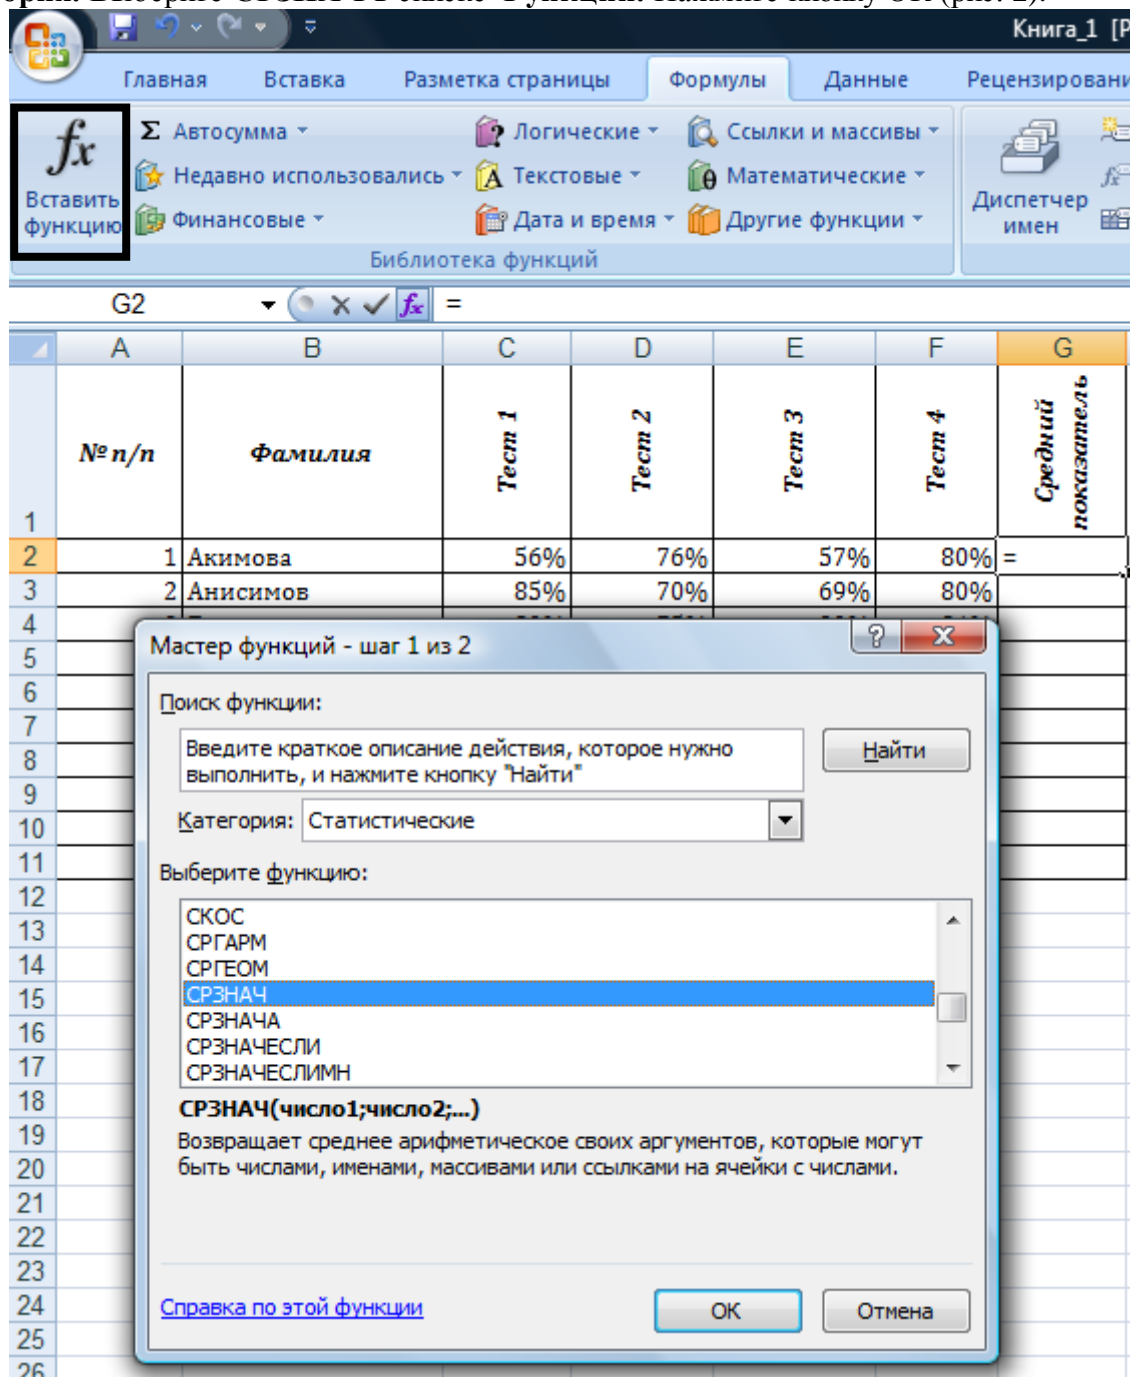 Книга_1 [Р
Главная Вставка Разметка страницы Формулы Данные Рецензировани
fx Вставить функцию
Σ Автосумма
Недавно использовались
Финансовые
Логические
Текстовые
Дата и время
Ссылки и массивы
Математические
Другие функции
Диспетчер имен
Библиотека функций
G2 fx =
A B C D E F G
1 № п/п Фамилия Тест 1 Тест 2 Тест 3 Тест 4 Средний показатель
2 1 Акимова 56% 76% 57% 80% =
3 2 Анисимов 85% 70% 69% 80%
4
5
6
7
8
9
10
11
12
13
14
15
16
17
18
19
20
21
22
23
24
25
26
Мастер функций - шаг 1 из 2
Поиск функции:
Введите краткое описание действия, которое нужно
выполнить, и нажмите кнопку "Найти"
Найти
Категория: Статистические
Выберите функцию:
СКОС
СРГАРМ
СРГЕОМ
СРЗНАЧ
СРЗНАЧА
СРЗНАЧЕСЛИ
СРЗНАЧЕСЛИМН
СРЗНАЧ(число1;число2;...)
Возвращает среднее арифметическое своих аргументов, которые могут
быть числами, именами, массивами или ссылками на ячейки с числами.
Справка по этой функции
ОК Отмена